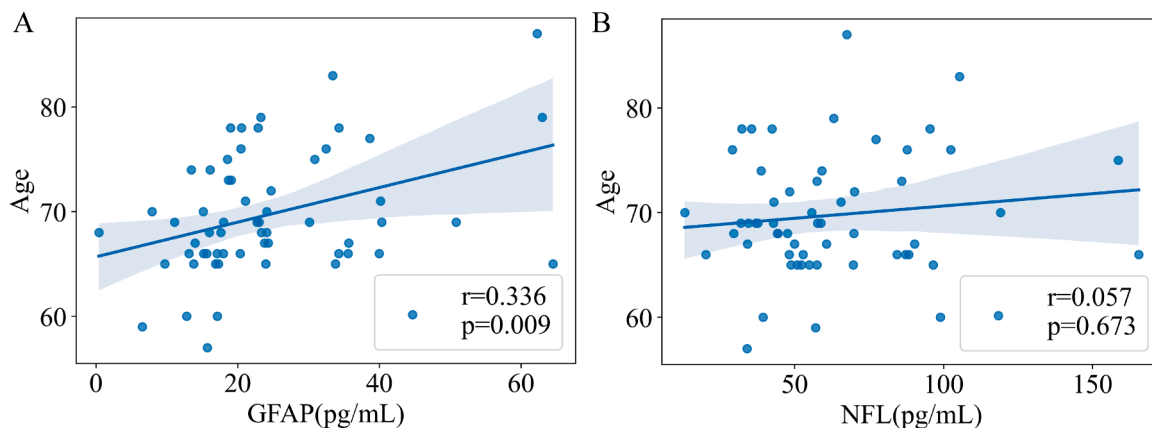 A
Age
80
70
60
r=0.336
p=0.009
0
20
40
60
GFAP(pg/mL)
B
Age
80
70
60
r=0.057
p=0.673
50
100
150
NFL(pg/mL)